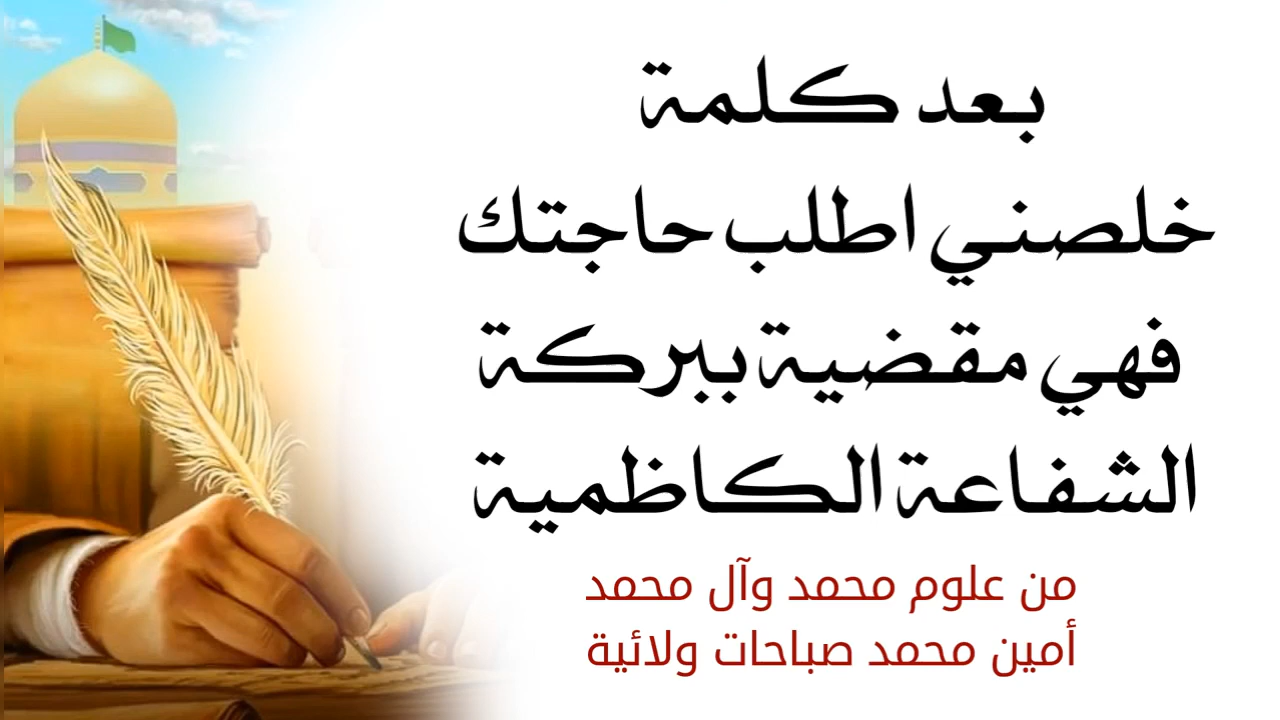 بعد كلمة
خلصني اطلب حاجتك
فهي مقضية ببركة
الشفاعة الكاظمية
من علوم محمد وآل محمد
أمين محمد صباحات ولائية